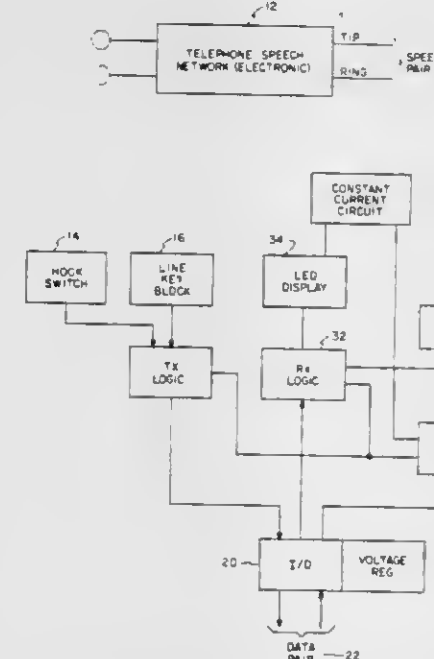 12
TELEPHONE SPEECH
NETWORK (ELECTRONIC)
TIP
RING
PAIR
CONSTANT
CURRENT
CIRCUIT
14
16
34
HOOK
SWITCH
LINE
KEY
BLOCK
LED
DISPLAY
32
TX
LOGIC
RX
LOGIC
20
I/O
VOLTAGE
REG
DATA
PAIR
22